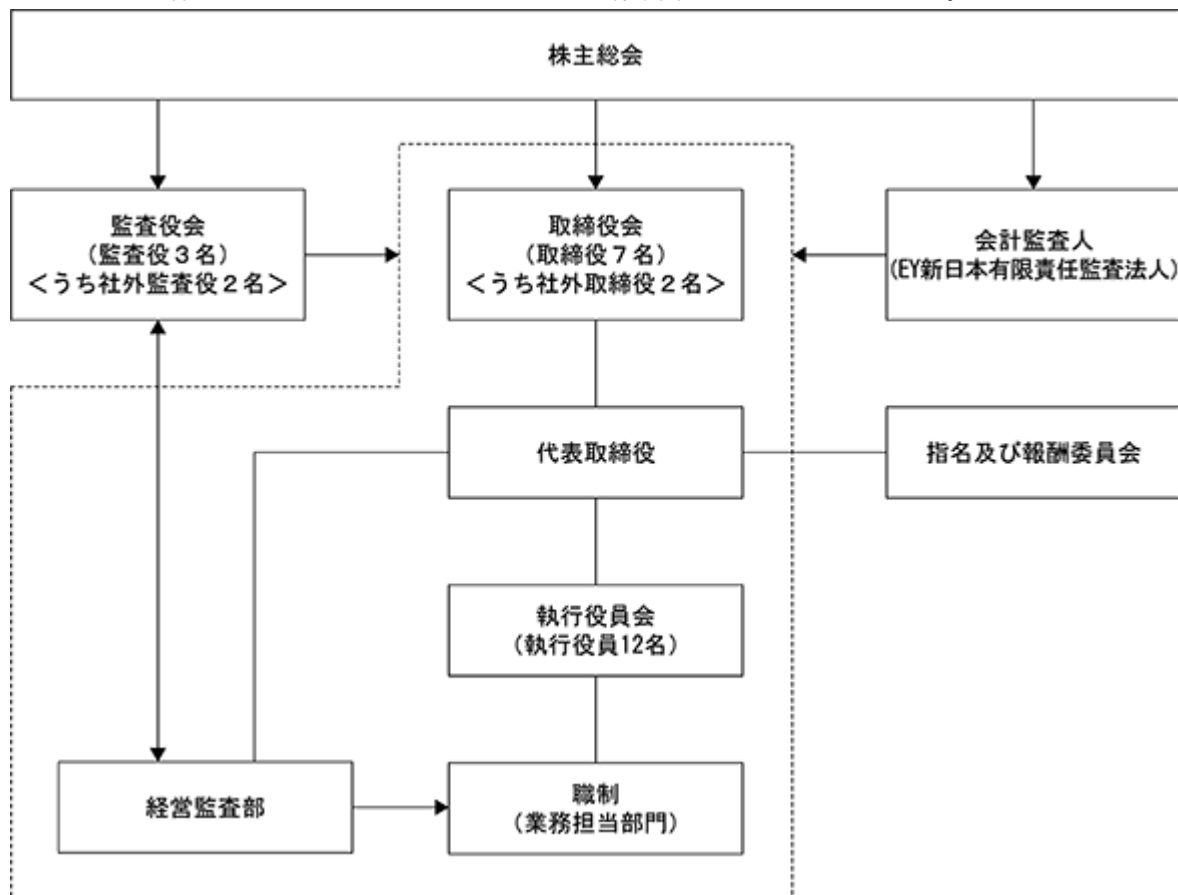 株主総会
監査役会
(監査役３名)
＜うち社外監査役２名＞
取締役会
(取締役７名)
＜うち社外取締役２名＞
会計監査人
(EY新日本有限責任監査法人)
代表取締役
指名及び報酬委員会
執行役員会
(執行役員12名)
経営監査部
職制
(業務担当部門)